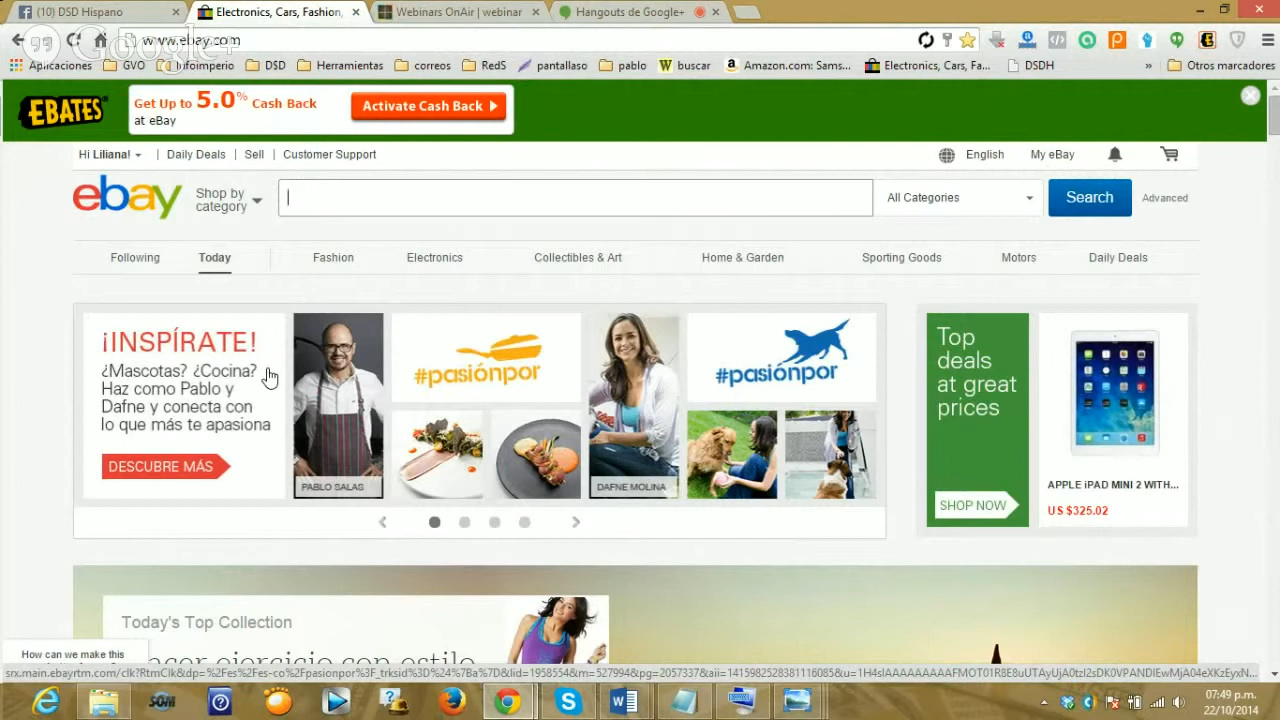 (10) DSD Hispano
Electronics, Cars, Fashion,
Webinars OnAir | webinar
Hangouts de Google+
www.ebay.com
Google+
Aplicaciones
GVO
Infoimperio
DSD
Herramientas
correos
RedS
pantallaso
pablo
buscar
Amazon.com: Sams...
Electronics, Cars, Fa...
DSDH
»
Otros marcadores
EBATES
Get Up to 5.0% Cash Back
at eBay
Activate Cash Back
Hi Liliana!
Daily Deals
Sell
Customer Support
English
My eBay
ebay
Shop by
category
All Categories
Search
Advanced
Following
Today
Fashion
Electronics
Collectibles & Art
Home & Garden
Sporting Goods
Motors
Daily Deals
¡INSPÍRATE!
¿Mascotas? ¿Cocina?
Haz como Pablo y
Dafne y conecta con
lo que más te apasiona
DESCUBRE MÁS
PABLO SALAS
#pasiónpor
DAFNE MOLINA
#pasiónpor
Top
deals
at great
prices
SHOP NOW
APPLE iPAD MINI 2 WITH...
US $325.02
Today's Top Collection
hacer ejercicio con estilo
How can we make this
07:49 p.m.
22/10/2014